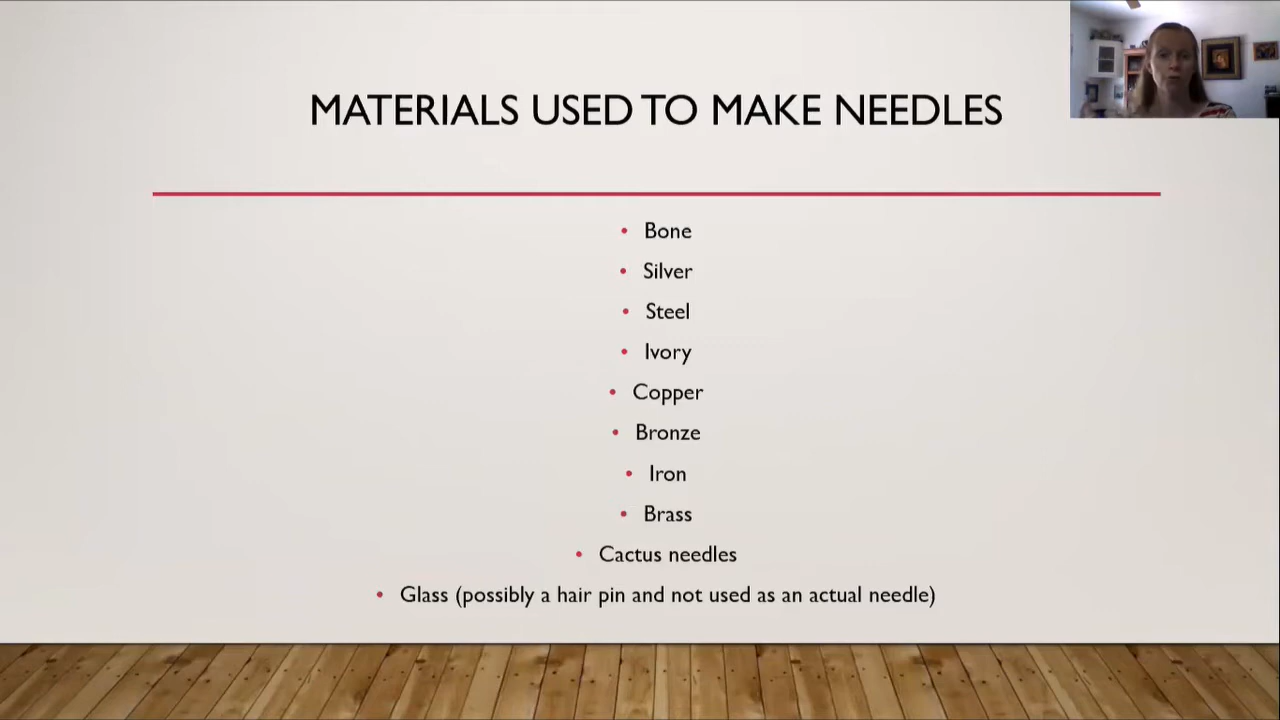 MATERIALS USED TO MAKE NEEDLES
• Bone
• Silver
• Steel
• Ivory
• Copper
• Bronze
• Iron
• Brass
• Cactus needles
• Glass (possibly a hair pin and not used as an actual needle)